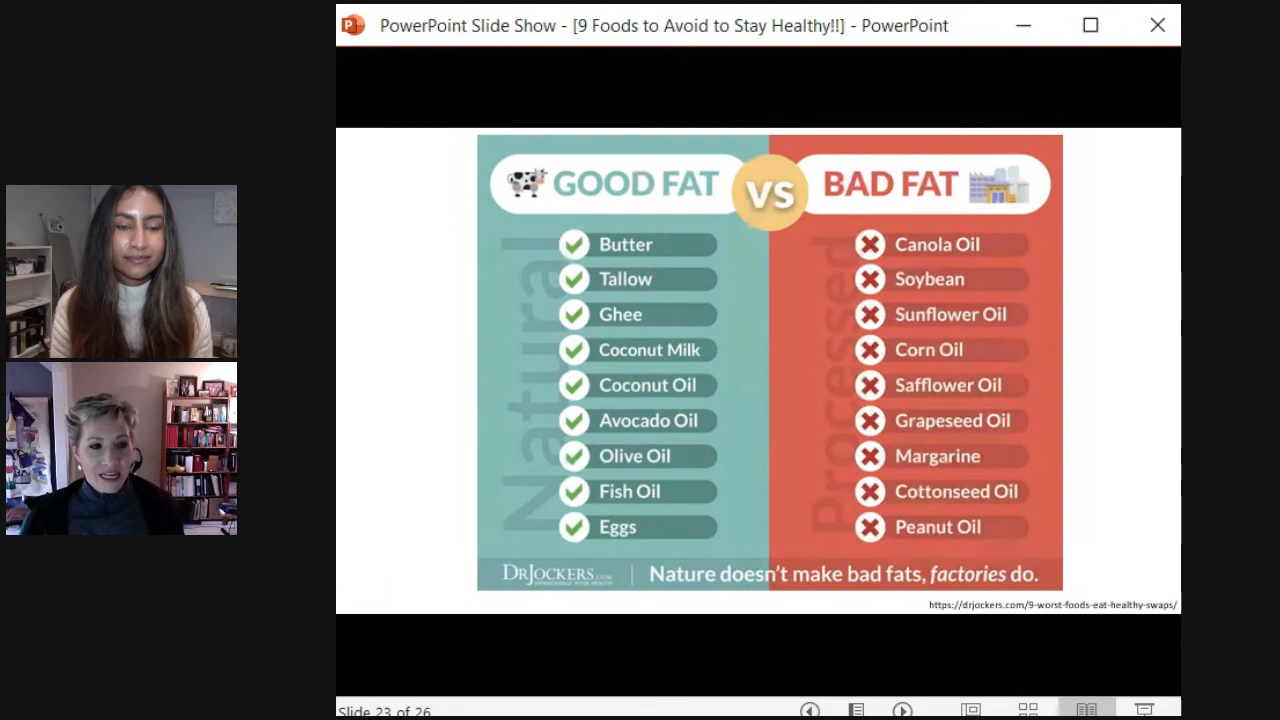 PowerPoint Slide Show - [9 Foods to Avoid to Stay Healthy!!] - PowerPoint
GOOD FAT
VS
BAD FAT
Natural
Butter
Tallow
Ghee
Coconut Milk
Coconut Oil
Avocado Oil
Olive Oil
Fish Oil
Eggs
Processed
Canola Oil
Soybean
Sunflower Oil
Corn Oil
Safflower Oil
Grapeseed Oil
Margarine
Cottonseed Oil
Peanut Oil
DRJOCKERS.COM
SUPERCHARGE YOUR HEALTH
Nature doesn't make bad fats, factories do.
https://drjockers.com/9-worst-foods-eat-healthy-swaps/
Slide 23 of 26